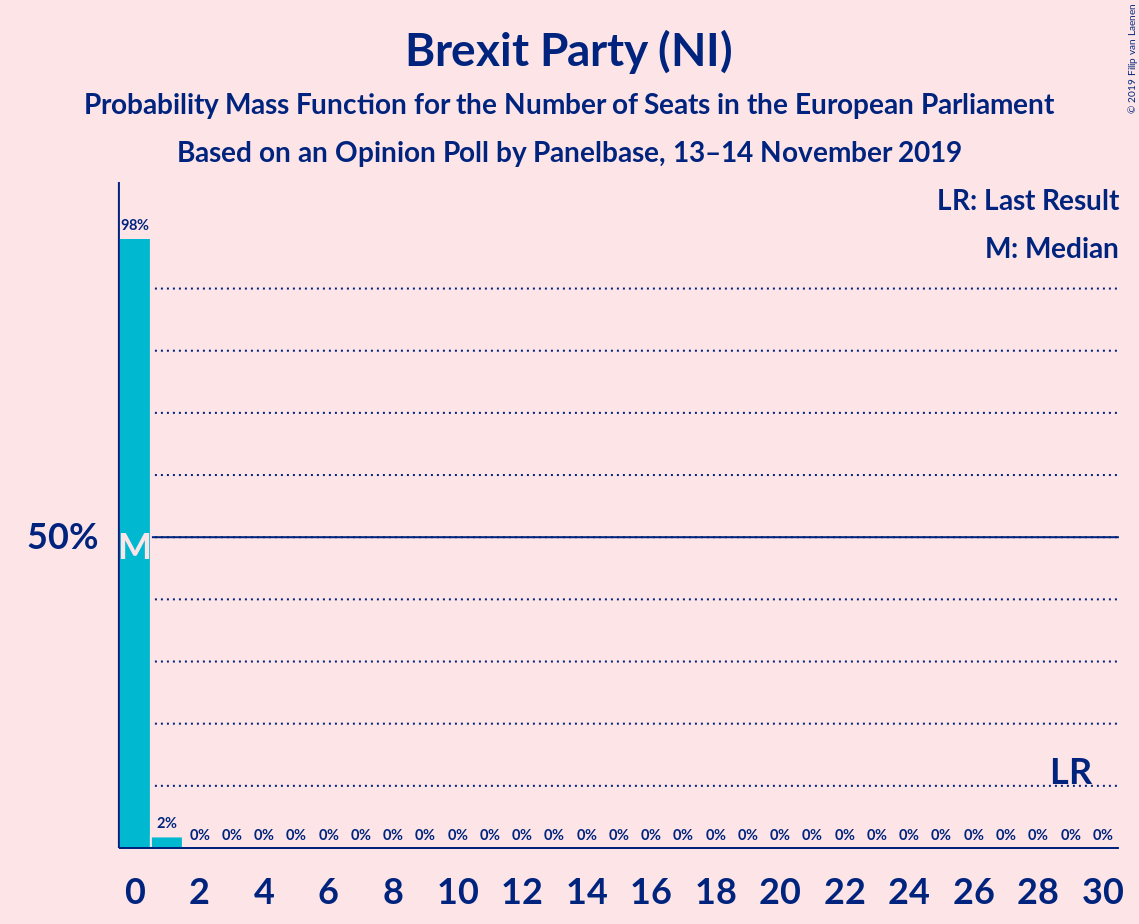 Brexit Party (NI)
Probability Mass Function for the Number of Seats in the European Parliament
Based on an Opinion Poll by Panelbase, 13–14 November 2019
© 2019 Filip van Laenen
LR: Last Result
M: Median
98%
50%
M
LR
2% 0% 0% 0% 0% 0% 0% 0% 0% 0% 0% 0% 0% 0% 0% 0% 0% 0% 0% 0% 0% 0% 0% 0% 0% 0% 0% 0% 0% 0%
0 2 4 6 8 10 12 14 16 18 20 22 24 26 28 30